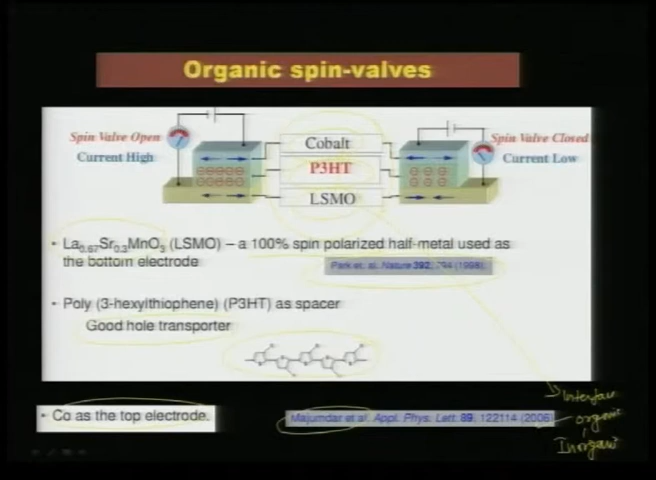 Organic spin-valves
Spin Valve Open
Current High
Cobalt
P3HT
LSMO
Spin Valve Closed
Current Low
• La0.67Sr0.3MnO3 (LSMO) – a 100% spin polarized half-metal used as
the bottom electrode
Park et. al. Nature 392, 794 (1998).
• Poly (3-hexylthiophene) (P3HT) as spacer
Good hole transporter
• Co as the top electrode.
Majumdar et al. Appl. Phys. Lett. 89, 122114 (2006)
Interface
organic
Inorganic